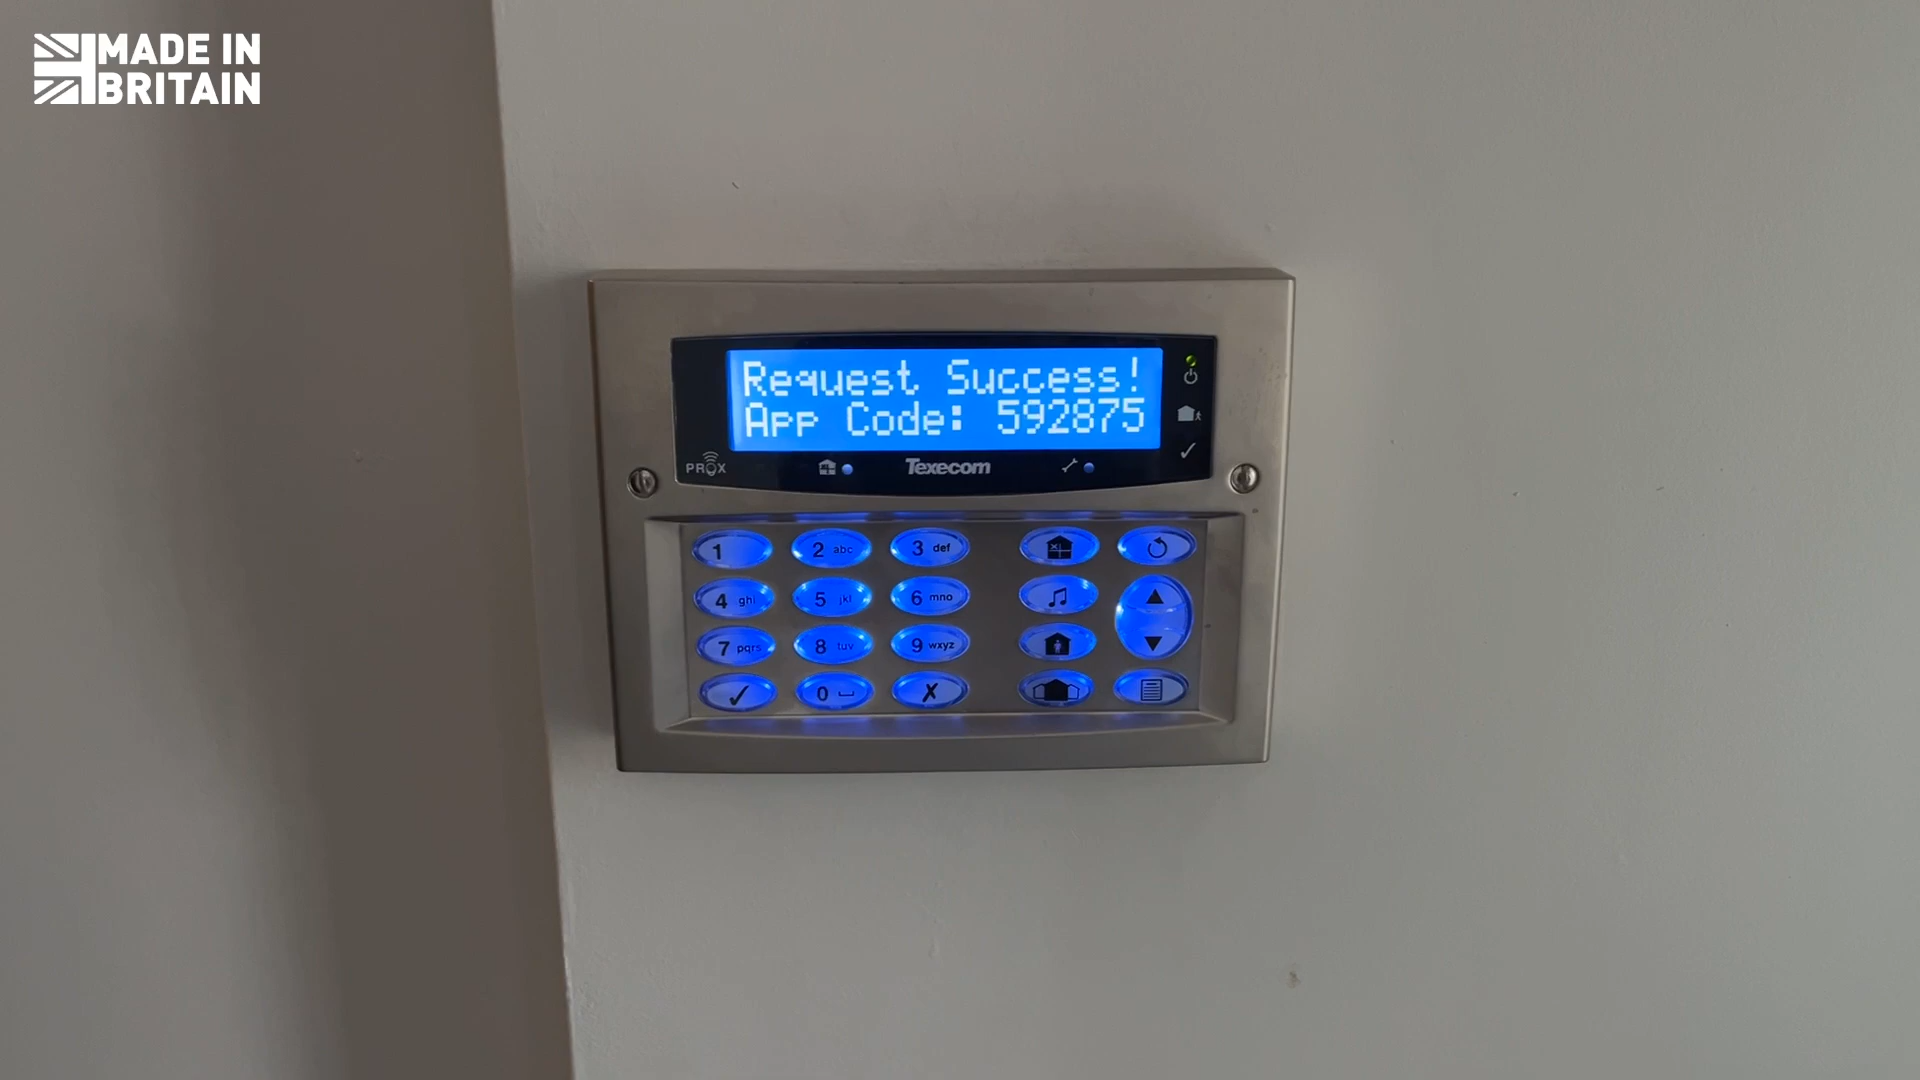 MADE IN
BRITAIN
Request Success!
App Code: 592875
PROX
Texecom
1
2 abc
3 def
4 ghi
5 jkl
6 mno
7 pqrs
8 tuv
9 wxyz
0